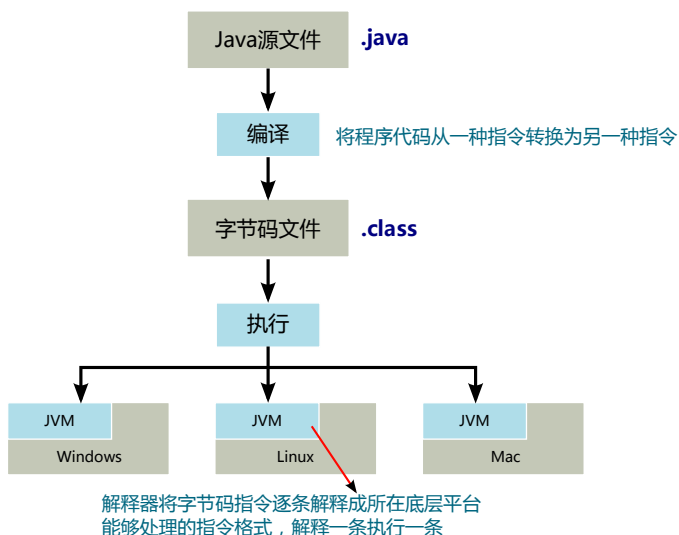 Java源文件 .java
编译 将程序代码从一种指令转换为另一种指令
字节码文件 .class
执行
JVM JVM JVM
Windows Linux Mac
解释器将字节码指令逐条解释成所在底层平台
能够处理的指令格式，解释一条执行一条